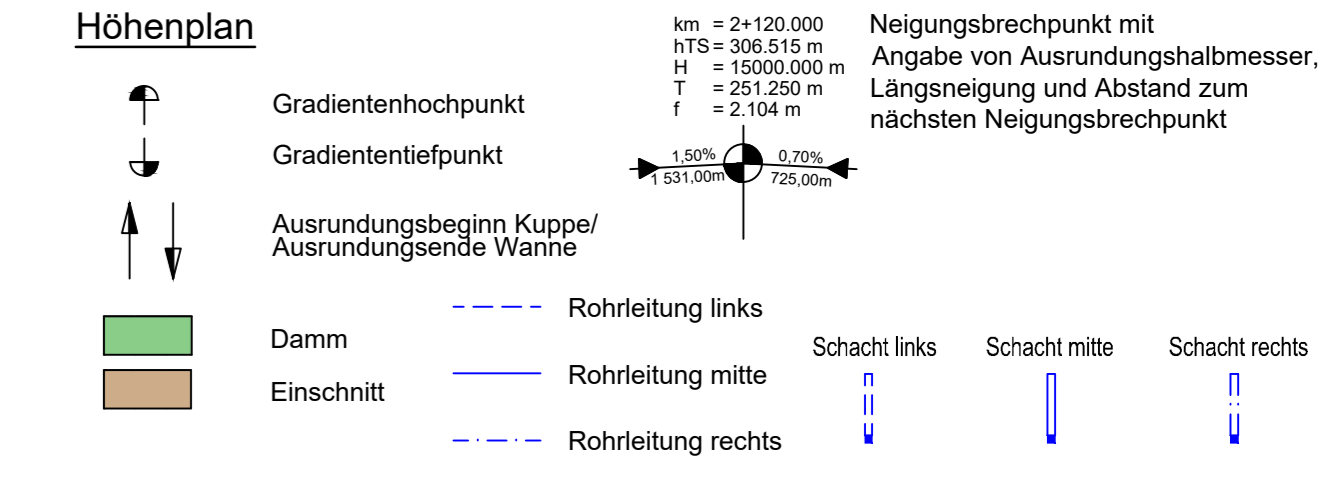 Höhenplan
Gradientenhochpunkt
Gradiententiefpunkt
Ausrundungsbeginn Kuppe/
Ausrundungsende Wanne
Damm
Einschnitt
Rohrleitung links
Rohrleitung mitte
Rohrleitung rechts
km = 2+120.000
hTS = 306.515 m
H = 15000.000 m
T = 251.250 m
f = 2.104 m
1,50% 0,70%
1 531,00m 725,00m
Neigungsbrechpunkt mit
Angabe von Ausrundungshalbmesser,
Längsneigung und Abstand zum
nächsten Neigungsbrechpunkt
Schacht links Schacht mitte Schacht rechts